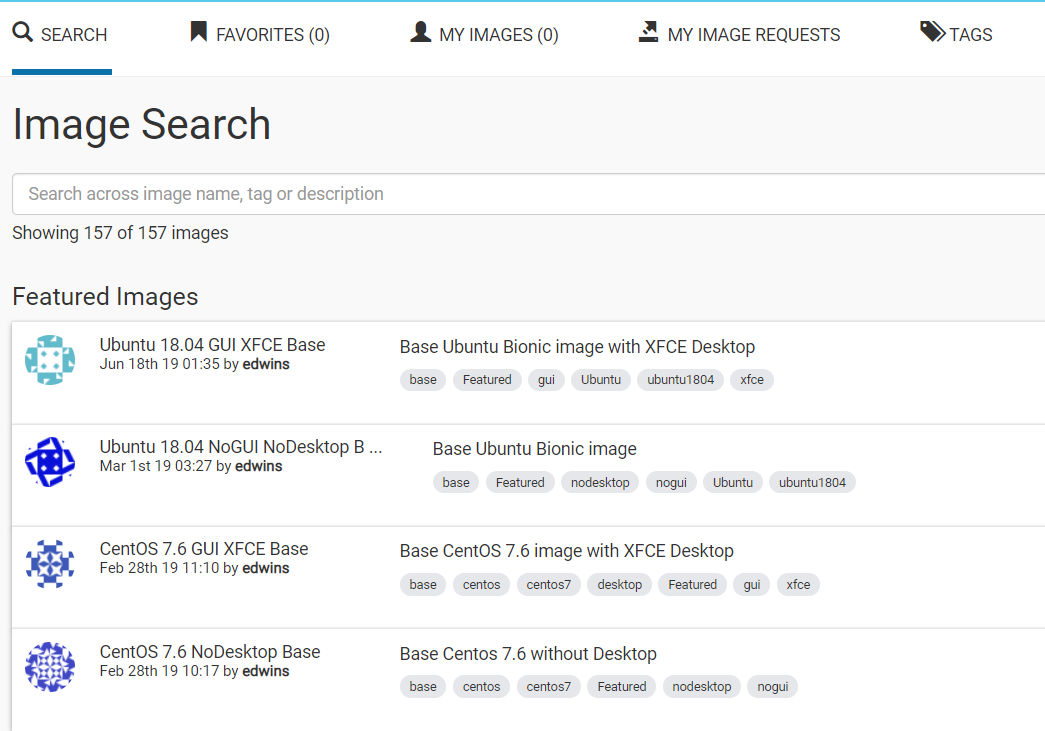 SEARCH FAVORITES (0) MY IMAGES (0) MY IMAGE REQUESTS TAGS
Image Search
Search across image name, tag or description
Showing 157 of 157 images
Featured Images
Ubuntu 18.04 GUI XFCE Base
Jun 18th 19 01:35 by edwins
Base Ubuntu Bionic image with XFCE Desktop
base Featured gui Ubuntu ubuntu1804 xfce
Ubuntu 18.04 NoGUI NoDesktop B ...
Mar 1st 19 03:27 by edwins
Base Ubuntu Bionic image
base Featured nodesktop nogui Ubuntu ubuntu1804
CentOS 7.6 GUI XFCE Base
Feb 28th 19 11:10 by edwins
Base CentOS 7.6 image with XFCE Desktop
base centos centos7 desktop Featured gui xfce
CentOS 7.6 NoDesktop Base
Feb 28th 19 10:17 by edwins
Base Centos 7.6 without Desktop
base centos centos7 Featured nodesktop nogui